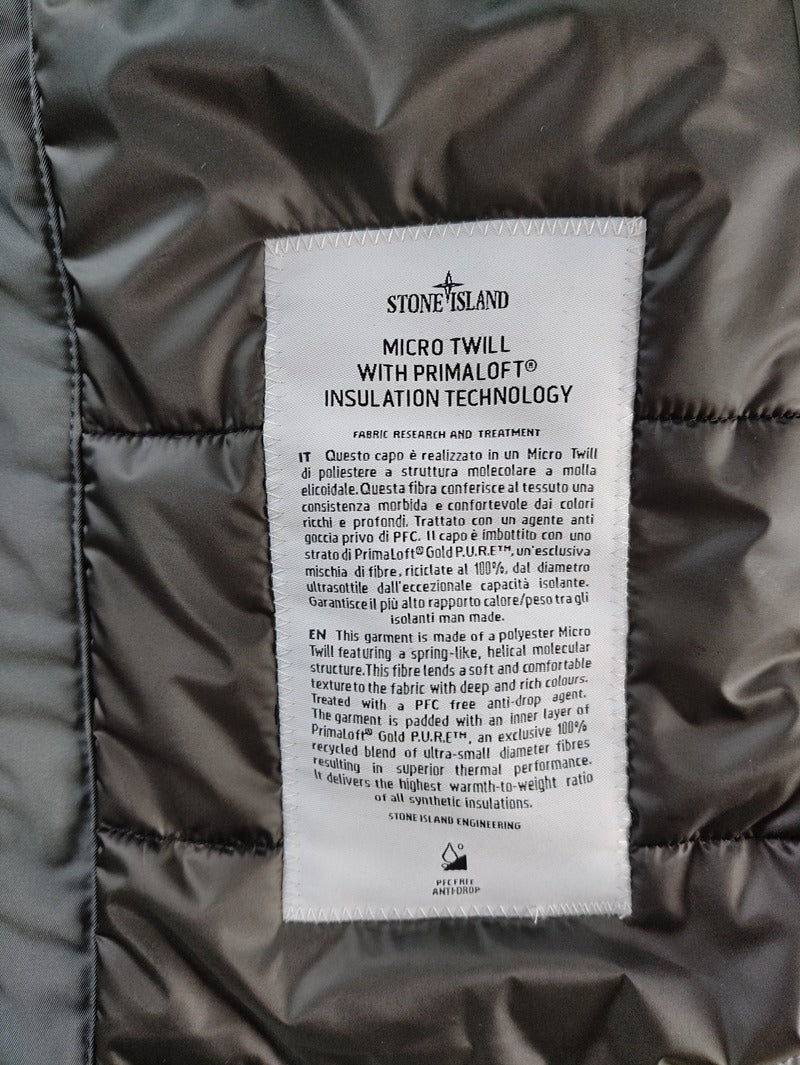 STONE ISLAND
MICRO TWILL
WITH PRIMALOFT®
INSULATION TECHNOLOGY
FABRIC RESEARCH AND TREATMENT
IT Questo capo è realizzato in un Micro Twill
di poliestere a struttura molecolare a molla
elicoidale. Questa fibra conferisce al tessuto una
consistenza morbida e confortevole dai colori
ricchi e profondi. Trattato con un agente anti
goccia privo di PFC. Il capo è imbottito con uno
strato di PrimaLoft® Gold P.U.R.E™, un'esclusiva
mischia di fibre, riciclate al 100%, dal diametro
ultrasottile dall'eccezionale capacità isolante.
Garantisce il più alto rapporto calore/peso tra gli
isolanti man made.
EN This garment is made of a polyester Micro
Twill featuring a spring-like, helical molecular
structure. This fibre lends a soft and comfortable
texture to the fabric with deep and rich colours.
Treated with a PFC free anti-drop agent.
The garment is padded with an inner layer of
PrimaLoft® Gold P.U.R.E™, an exclusive 100%
recycled blend of ultra-small diameter fibres
resulting in superior thermal performance.
It delivers the highest warmth-to-weight ratio
of all synthetic insulations.
STONE ISLAND ENGINEERING
PFC FREE
ANTI-DROP